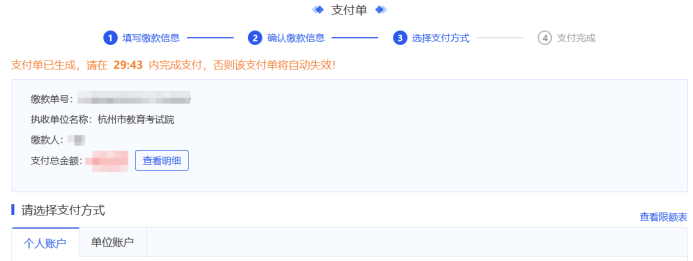 支付单
1 填写缴款信息 2 确认缴款信息 3 选择支付方式 4 支付完成
支付单已生成，请在 29:43 内完成支付，否则该支付单将自动失效！
缴款单号：
执收单位名称：杭州市教育考试院
缴款人：
支付总金额： 查看明细
请选择支付方式 查看限额表
个人账户 单位账户